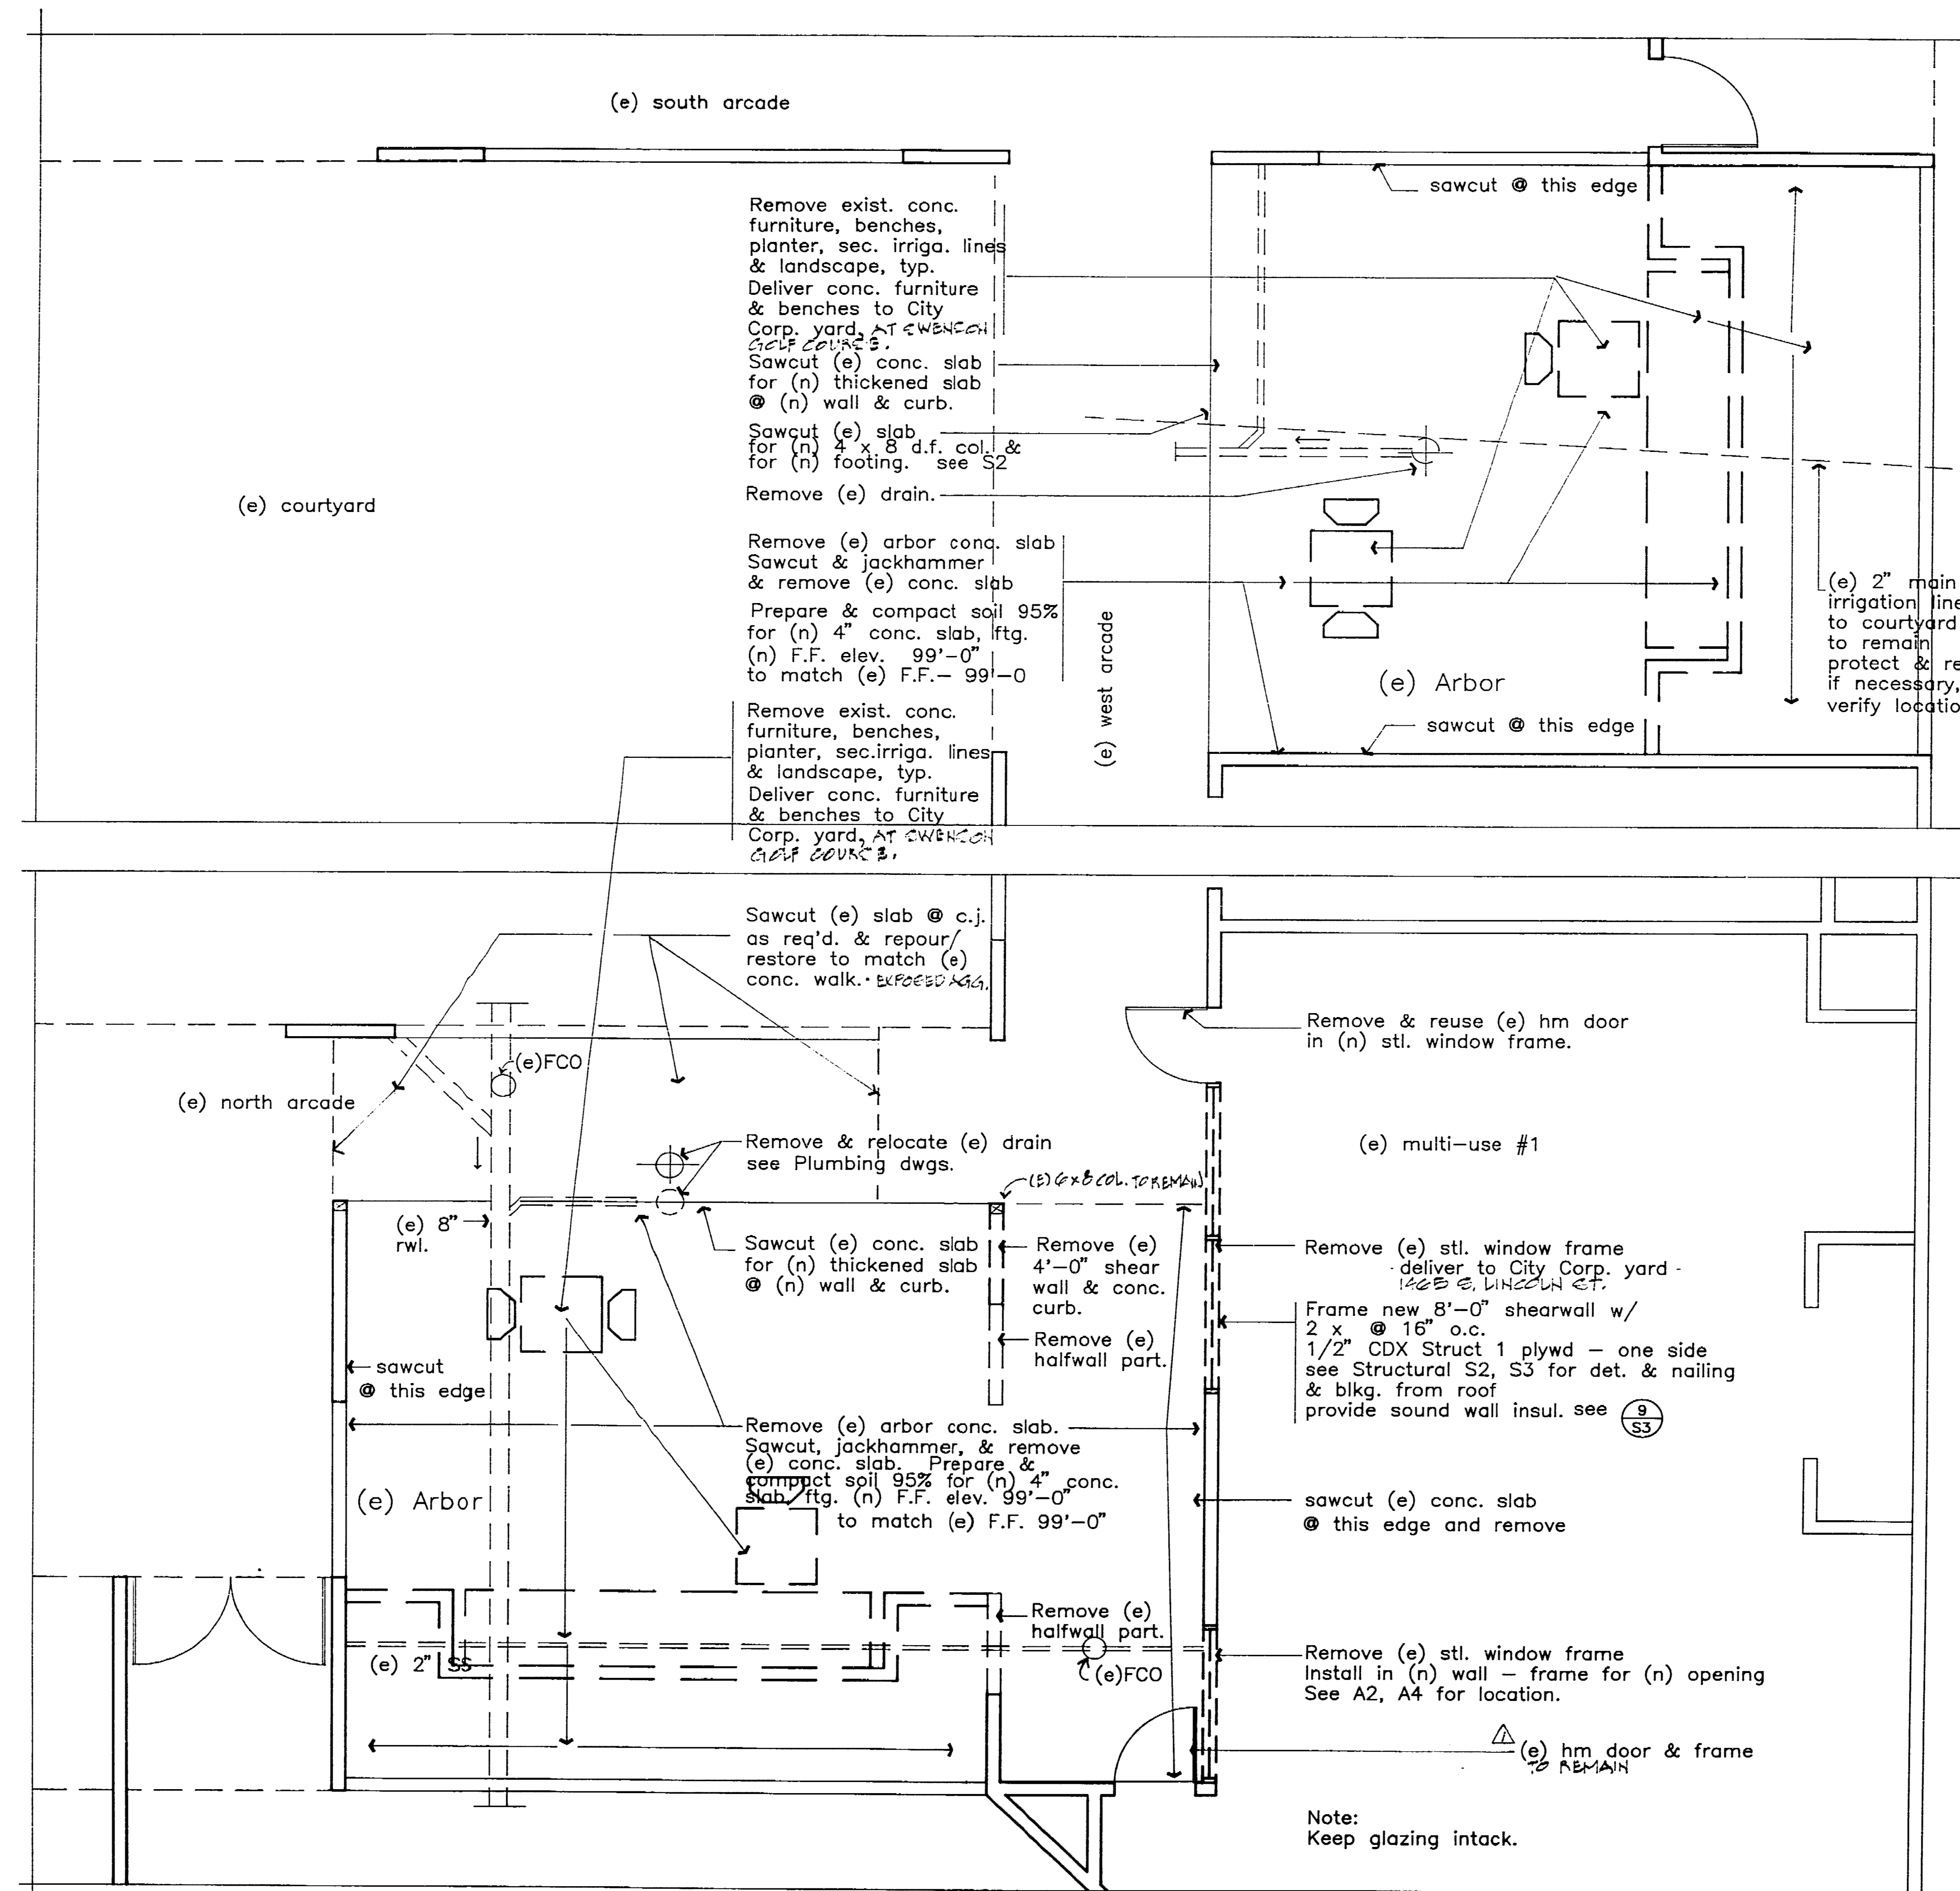 (e) south arcade
sawcut @ this edge
Remove exist. conc.
furniture, benches,
planter, sec. irriga. lines
& landscape, typ.
Deliver conc. furniture
& benches to City
Corp. yard, AT
GOLF COURSE.
Sawcut (e) conc. slab
for (n) thickened slab
@ (n) wall & curb.
Sawcut (e) slab
for (n) 4 x 8 d.f. col. &
for (n) footing. see S2
Remove (e) drain.
(e) courtyard
Remove (e) arbor conc. slab
Sawcut & jackhammer
& remove (e) conc. slab
Prepare & compact soil 95%
for (n) 4" conc. slab, ftg.
(n) F.F. elev. 99'-0"
to match (e) F.F.- 99'-0
(e) west arcade
(e) Arbor
sawcut @ this edge
(e) 2" main
irrigation line
to courtyard
to remain
protect & re
if necessary,
verify locatio
Remove exist. conc.
furniture, benches,
planter, sec.irriga. lines
& landscape, typ.
Deliver conc. furniture
& benches to City
Corp. yard, AT
GOLF COURSE.
Sawcut (e) slab @ c.j.
as req'd. & repour/
restore to match (e)
conc. walk. · EXPOSED AGG.
(e)FCO
(e) north arcade
Remove & reuse (e) hm door
in (n) stl. window frame.
(e) multi-use #1
Remove & relocate (e) drain
see Plumbing dwgs.
(E) 6x8 COL. TO REMAIN
(e) 8"
rwl.
Sawcut (e) conc. slab
for (n) thickened slab
@ (n) wall & curb.
Remove (e)
4'-0" shear
wall & conc.
curb.
Remove (e)
halfwall part.
Remove (e) stl. window frame
- deliver to City Corp. yard -
E. LINCOLN ST.
Frame new 8'-0" shearwall w/
2 x @ 16" o.c.
1/2" CDX Struct 1 plywd - one side
see Structural S2, S3 for det. & nailing
& blkg. from roof
provide sound wall insul. see
9
S3
sawcut
@ this edge
Remove (e) arbor conc. slab.
Sawcut, jackhammer, & remove
(e) conc. slab. Prepare &
compact soil 95% for (n) 4" conc.
slab, ftg. (n) F.F. elev. 99'-0"
to match (e) F.F. 99'-0"
(e) Arbor
sawcut (e) conc. slab
@ this edge and remove
Remove (e)
halfwall part.
(e) 2" SS
(e)FCO
Remove (e) stl. window frame
Install in (n) wall - frame for (n) opening
See A2, A4 for location.
1
(e) hm door & frame
TO REMAIN
Note:
Keep glazing intack.